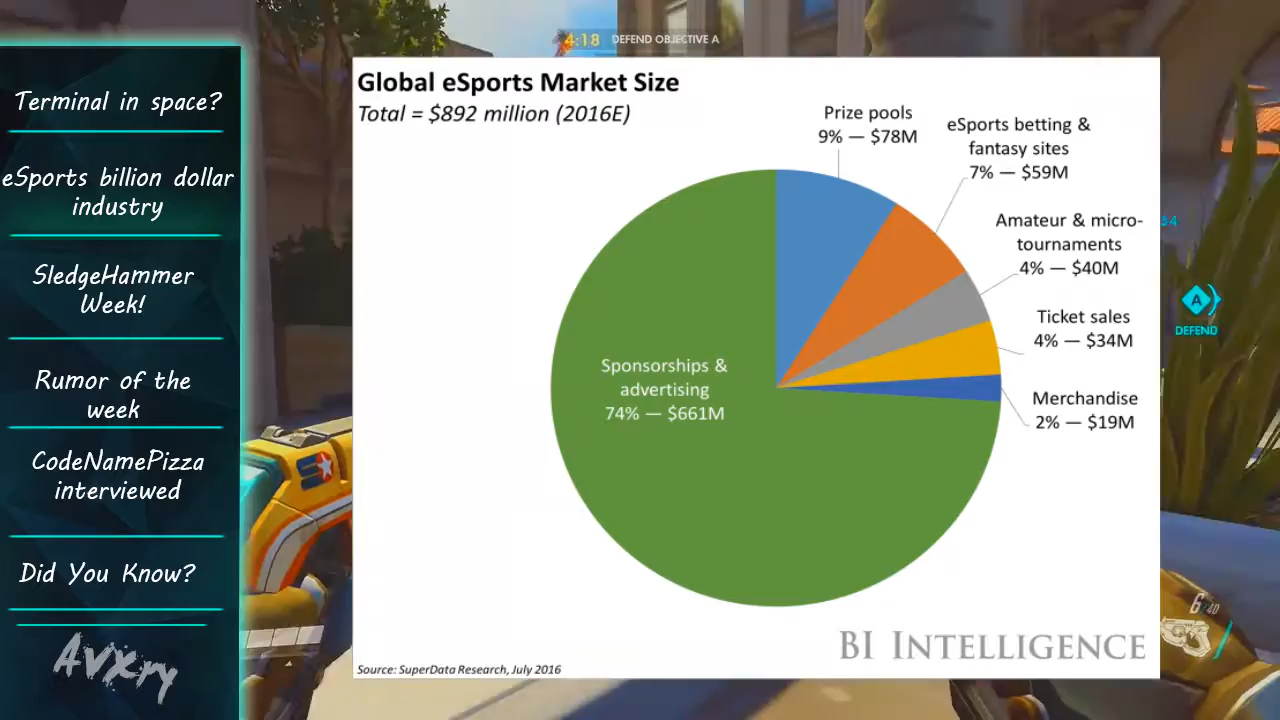 4:18 DEFEND OBJECTIVE A
Terminal in space?
eSports billion dollar
industry
SledgeHammer
Week!
Rumor of the
week
CodeNamePizza
interviewed
Did You Know?
AVXry
Global eSports Market Size
Total = $892 million (2016E)
Prize pools
9% — $78M
eSports betting &
fantasy sites
7% — $59M
Amateur & micro-
tournaments
4% — $40M
Ticket sales
4% — $34M
Merchandise
2% — $19M
Sponsorships &
advertising
74% — $661M
BI INTELLIGENCE
Source: SuperData Research, July 2016
A
DEFEND